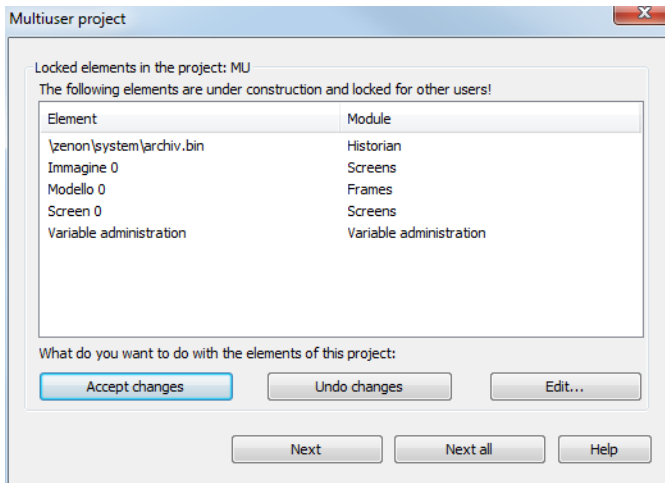 Multiuser project
Locked elements in the project: MU
The following elements are under construction and locked for other users!
Element Module
\zenon\system\archiv.bin Historian
Immagine 0 Screens
Modello 0 Frames
Screen 0 Screens
Variable administration Variable administration
What do you want to do with the elements of this project:
Accept changes Undo changes Edit...
Next Next all Help